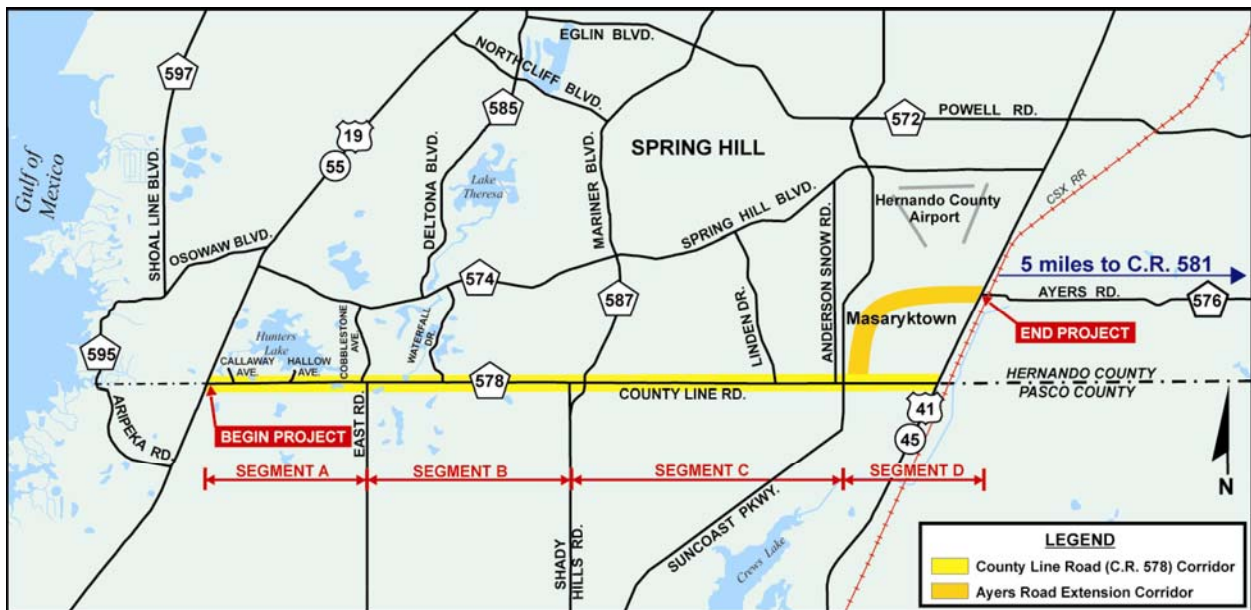 EGLIN BLVD.
NORTHCLIFF BLVD.
597
585
572
POWELL RD.
19
55
SPRING HILL
Gulf of
Mexico
SHOAL LINE BLVD.
DELTONA BLVD.
Lake
Theresa
MARINER BLVD.
SPRING HILL BLVD.
ANDERSON SNOW RD.
Hernando County
Airport
CSX RR
OSOWAW BLVD.
574
587
5 miles to C.R. 581
AYERS RD.
576
LINDEN DR.
Masaryktown
END PROJECT
595
Hunters
Lake
CALLAWAY
AVE.
HALLOW
AVE.
COBBLESTONE
AVE.
WATERFALL
DR.
578
COUNTY LINE RD.
HERNANDO COUNTY
PASCO COUNTY
41
45
ARIPEKA RD.
BEGIN PROJECT
EAST RD.
SEGMENT A
SEGMENT B
SEGMENT C
SEGMENT D
SHADY
HILLS RD.
SUNCOAST PKWY.
Crews Lake
N
LEGEND
County Line Road (C.R. 578) Corridor
Ayers Road Extension Corridor